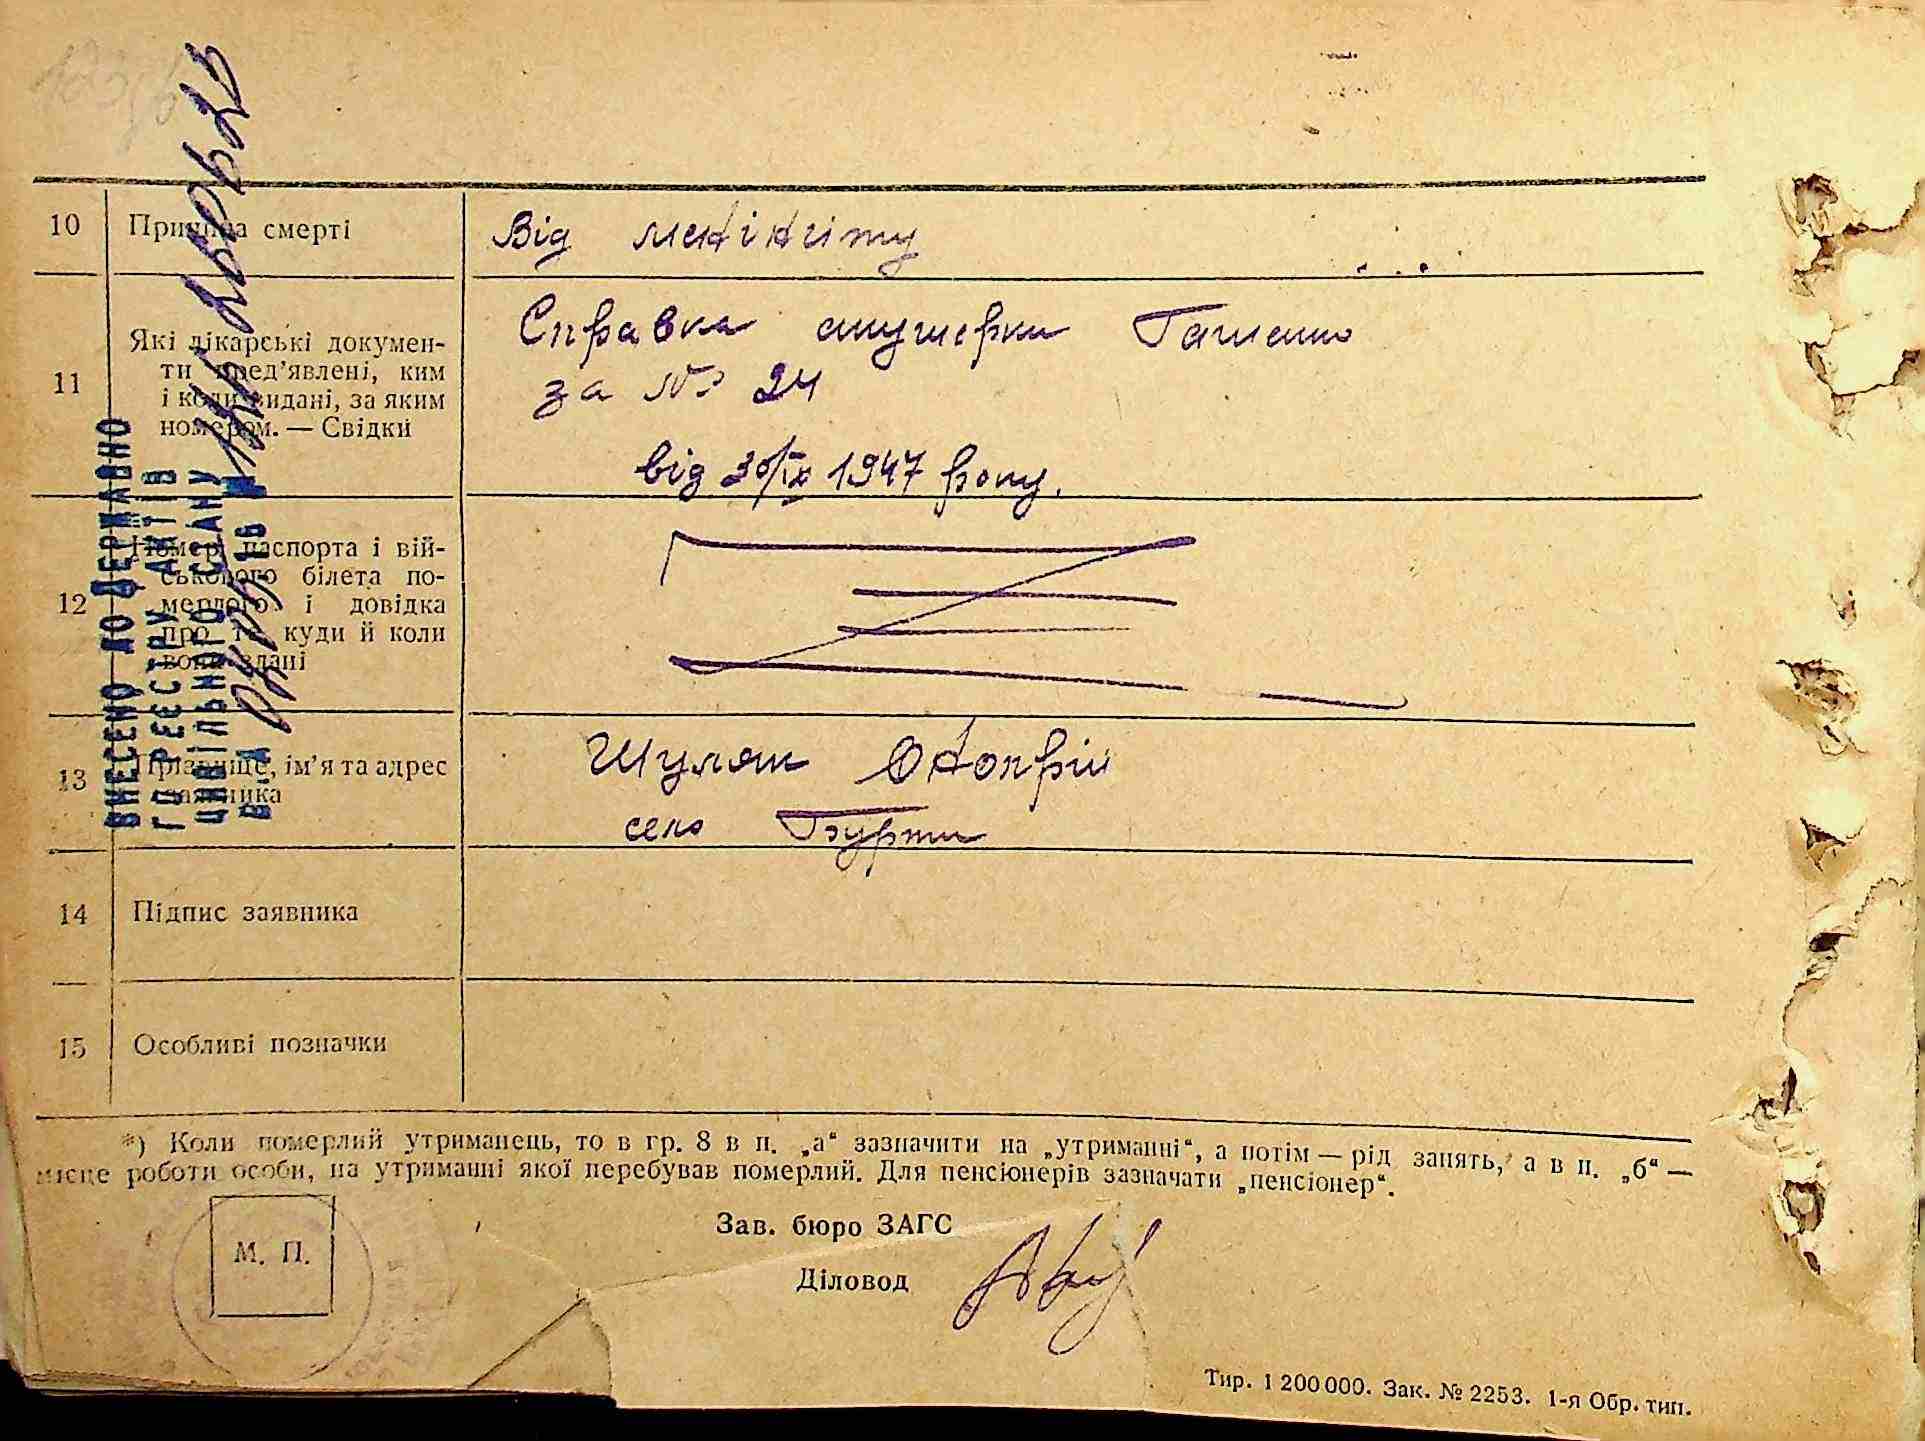 10 Причина смерті Від менінгіту
11 Які лікарські докумен-
ти пред’явлені, ким
і коли видані, за яким
номером. — Свідки
Справка акушерки
за № 24
від 30/ІХ 1947 року.
12 Номер паспорта і вій-
ськового білета по-
мерлого і довідка
про те куди й коли
вони здані
13 Прізвище, ім’я та адрес
заявника
Шуляк Онопрій
село Бурти
14 Підпис заявника
15 Особливі позначки
*) Коли померлий утриманець, то в гр. 8 в п. „а“ зазначити на „утриманні“, а потім — рід занять, а в п. „б“ —
місце роботи особи, на утриманні якої перебував померлий. Для пенсіонерів зазначати „пенсіонер“.
М. П.
Зав. бюро ЗАГС
Діловод
Тир. 1 200 000. Зак. № 2253. 1-я Обр. тип.
ВНЕСЕНО ДО ДЕРЖАВНО
ГО РЕЄСТРУ АКТІВ
ЦИВІЛЬНОГО СТАНУ